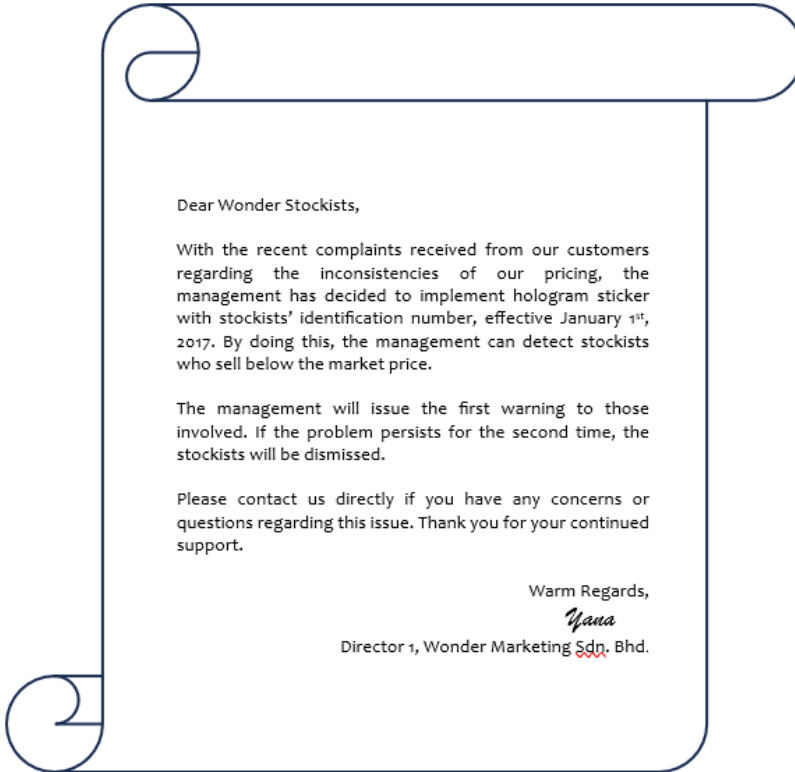 Dear Wonder Stockists,
With the recent complaints received from our customers
regarding the inconsistencies of our pricing, the
management has decided to implement hologram sticker
with stockists’ identification number, effective January 1st,
2017. By doing this, the management can detect stockists
who sell below the market price.
The management will issue the first warning to those
involved. If the problem persists for the second time, the
stockists will be dismissed.
Please contact us directly if you have any concerns or
questions regarding this issue. Thank you for your continued
support.
Warm Regards,
Yana
Director 1, Wonder Marketing Sdn. Bhd.